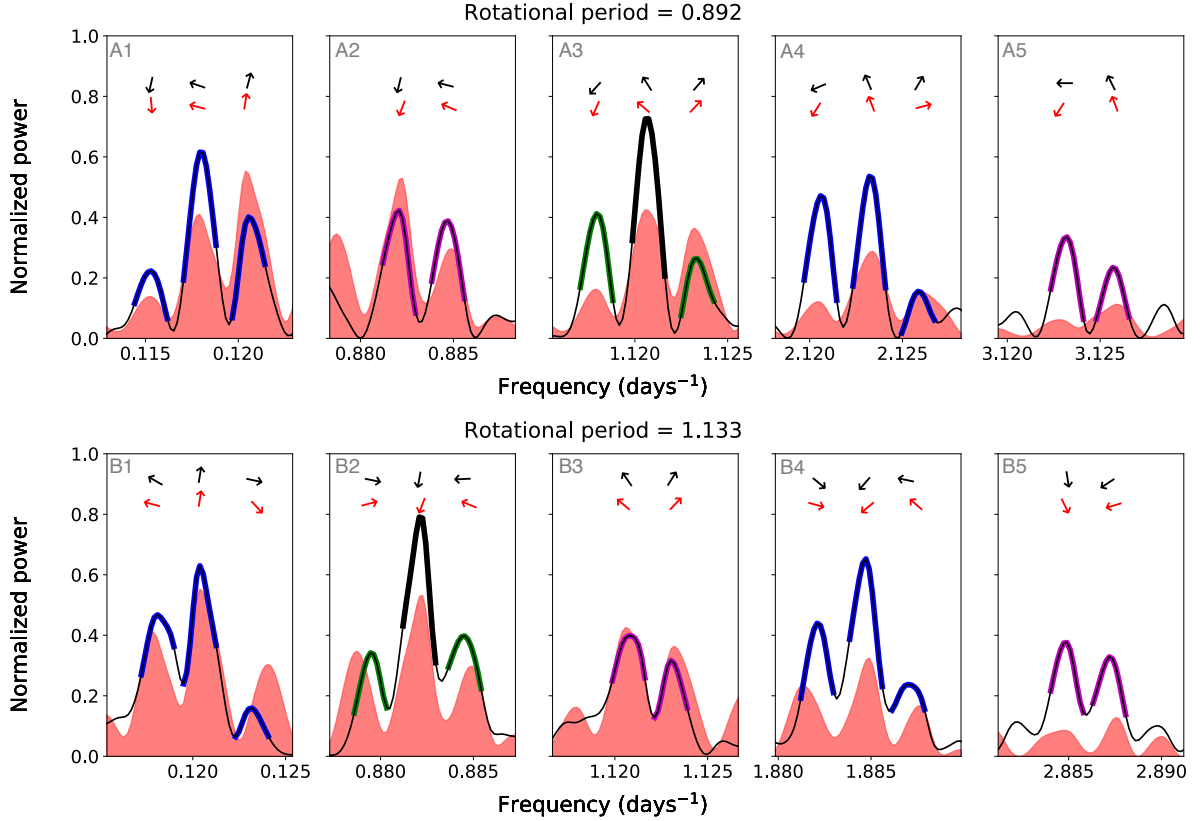 Rotational period = 0.892
Normalized power
1.0
0.8
0.6
0.4
0.2
0.0
A1
A2
A3
A4
A5
0.115 0.120
0.880 0.885
1.120 1.125
2.120 2.125
3.120 3.125
Frequency (days⁻¹)
Rotational period = 1.133
Normalized power
1.0
0.8
0.6
0.4
0.2
0.0
B1
B2
B3
B4
B5
0.120 0.125
0.880 0.885
1.120 1.125
1.880 1.885
2.885 2.890
Frequency (days⁻¹)